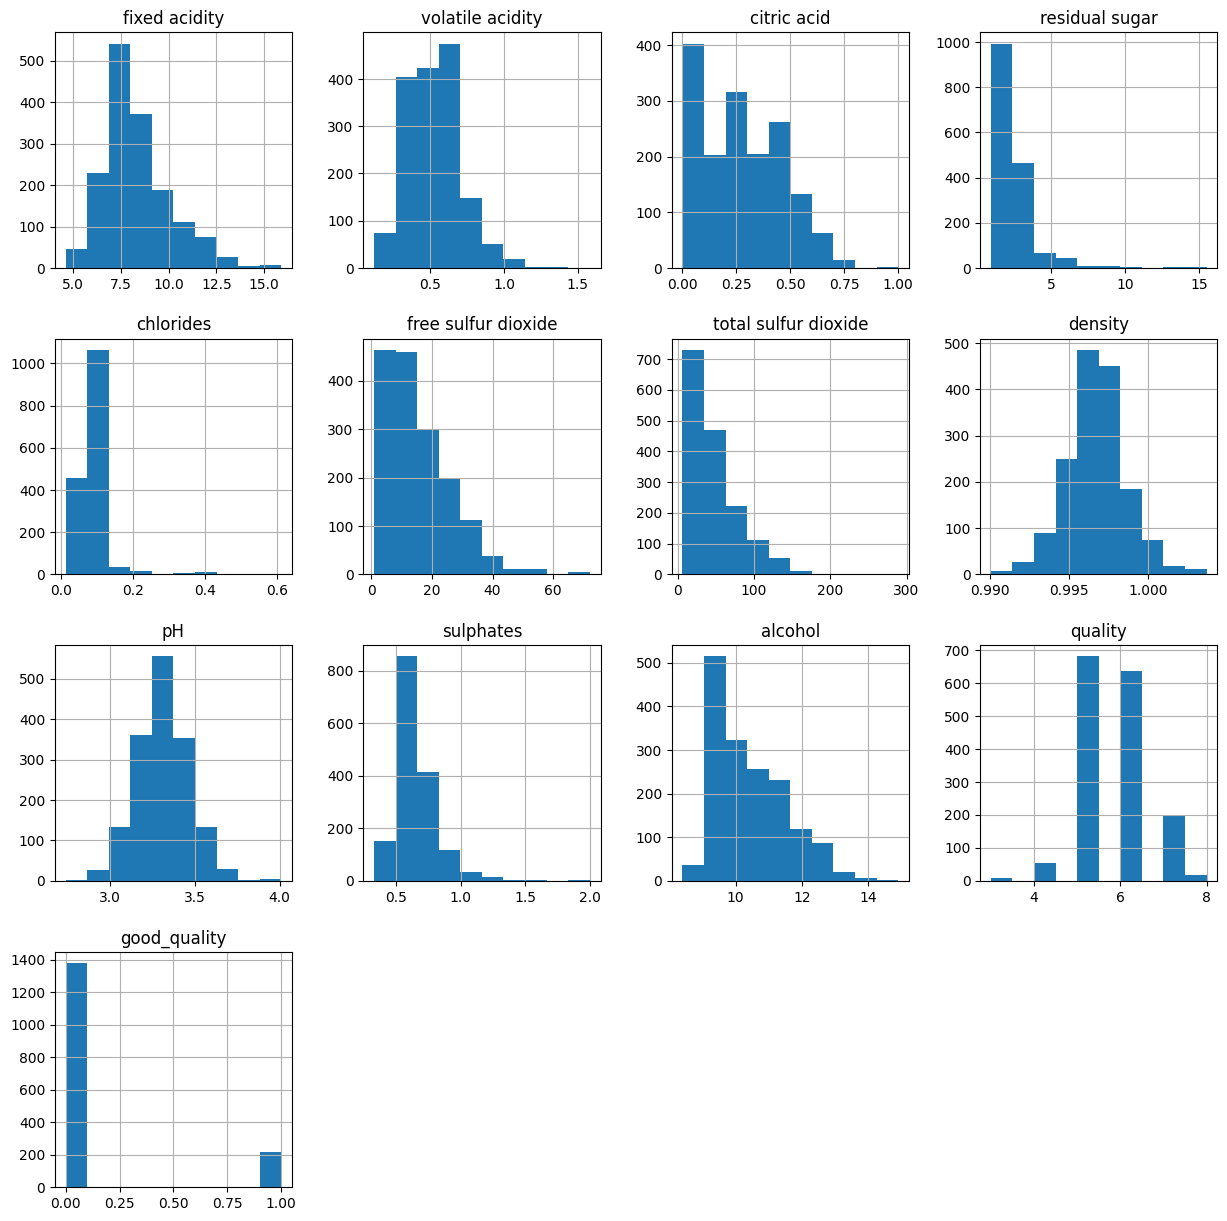 fixed acidity volatile acidity citric acid residual sugar
500 400 300 200 100 0
5.0 7.5 10.0 12.5 15.0
400 300 200 100 0
0.5 1.0 1.5
400 300 200 100 0
0.00 0.25 0.50 0.75 1.00
1000 800 600 400 200 0
5 10 15
chlorides free sulfur dioxide total sulfur dioxide density
1000 800 600 400 200 0
0.0 0.2 0.4 0.6
400 300 200 100 0
0 20 40 60
700 600 500 400 300 200 100 0
0 100 200 300
500 400 300 200 100 0
0.990 0.995 1.000
pH sulphates alcohol quality
500 400 300 200 100 0
3.0 3.5 4.0
800 600 400 200 0
0.5 1.0 1.5 2.0
500 400 300 200 100 0
10 12 14
700 600 500 400 300 200 100 0
4 6 8
good_quality
1400 1200 1000 800 600 400 200 0
0.00 0.25 0.50 0.75 1.00